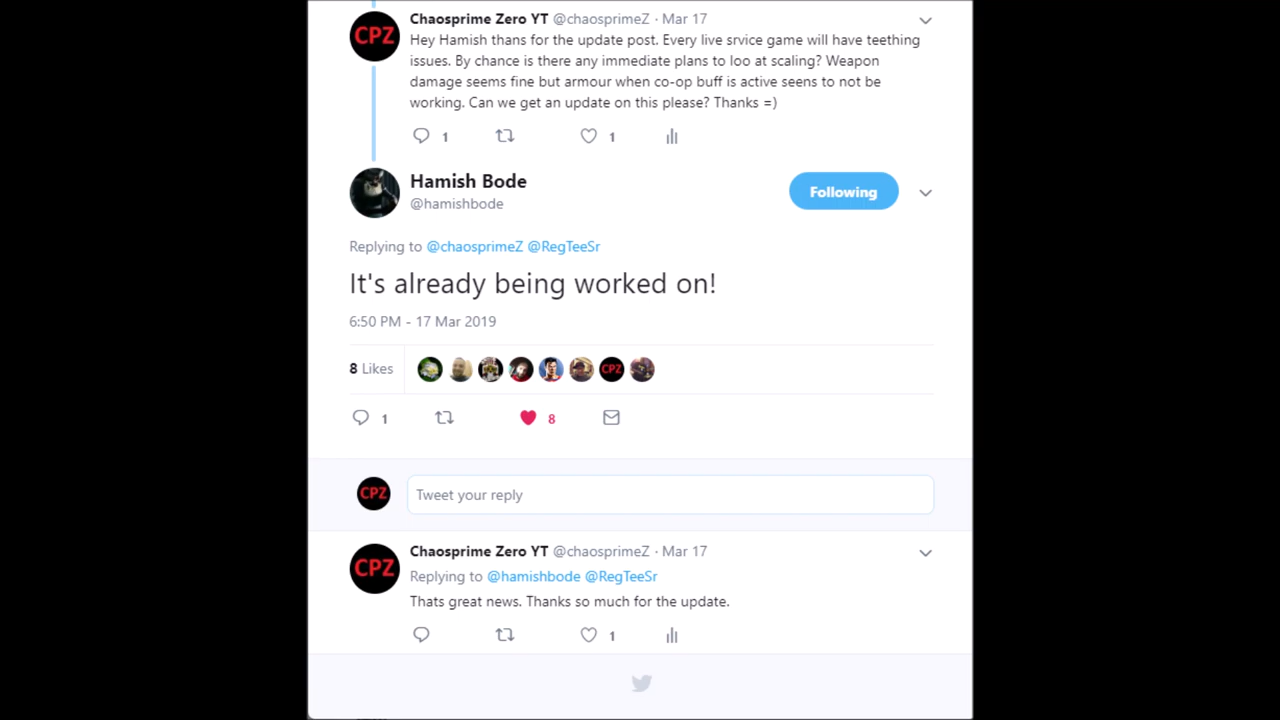 CPZ
Chaosprime Zero YT @chaosprimeZ · Mar 17
Hey Hamish thans for the update post. Every live srvice game will have teething
issues. By chance is there any immediate plans to loo at scaling? Weapon
damage seems fine but armour when co-op buff is active seens to not be
working. Can we get an update on this please? Thanks =)
1 1
Hamish Bode
@hamishbode
Following
Replying to @chaosprimeZ @RegTeeSr
It's already being worked on!
6:50 PM - 17 Mar 2019
8 Likes
CPZ
1 8
CPZ
Tweet your reply
CPZ
Chaosprime Zero YT @chaosprimeZ · Mar 17
Replying to @hamishbode @RegTeeSr
Thats great news. Thanks so much for the update.
1